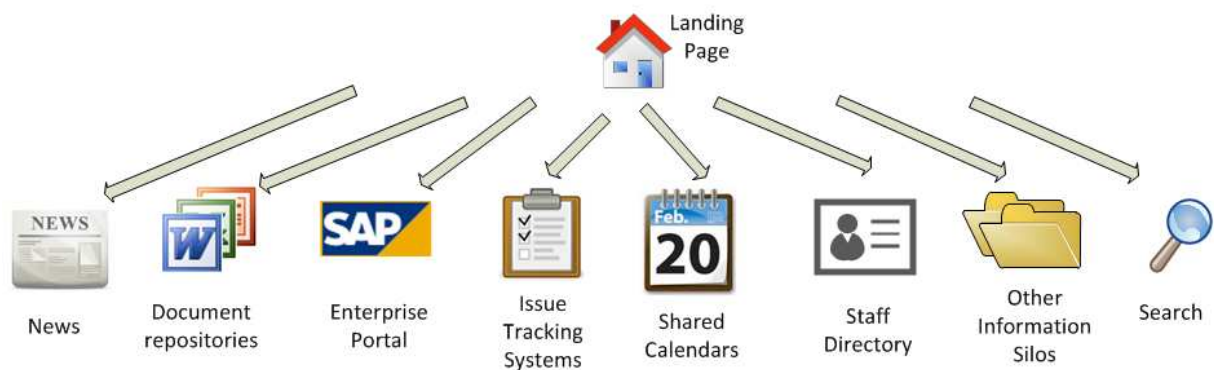 Landing
Page
NEWS
W
SAP
Feb.
20
News
Document
repositories
Enterprise
Portal
Issue
Tracking
Systems
Shared
Calendars
Staff
Directory
Other
Information
Silos
Search